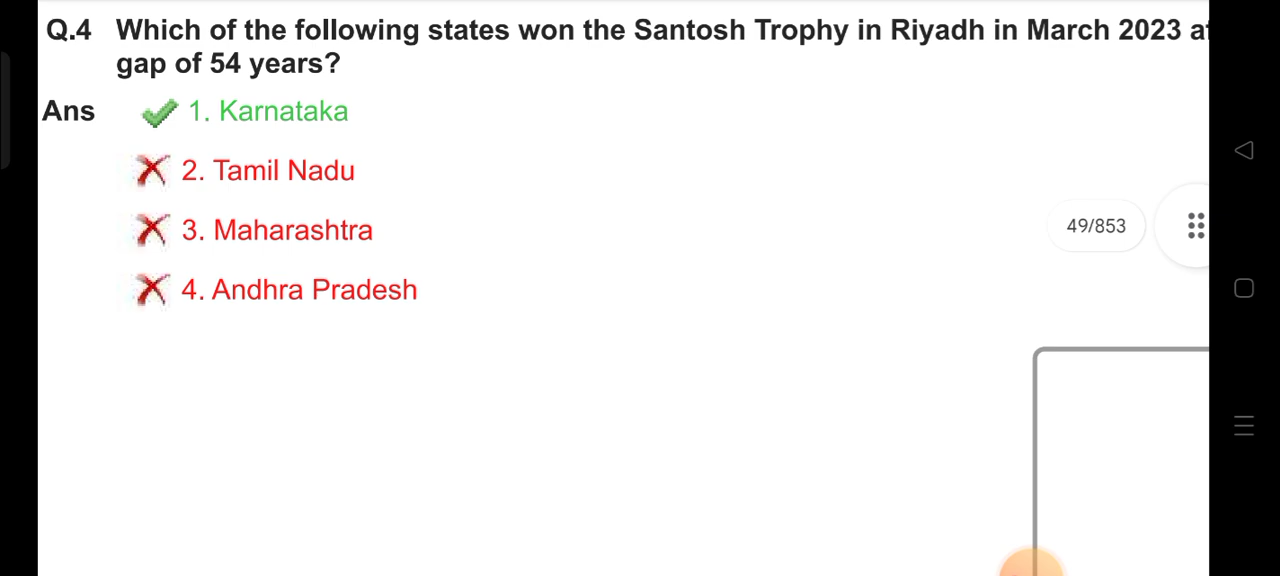 Q.4 Which of the following states won the Santosh Trophy in Riyadh in March 2023
gap of 54 years?
Ans 1. Karnataka
2. Tamil Nadu
3. Maharashtra
49/853
4. Andhra Pradesh